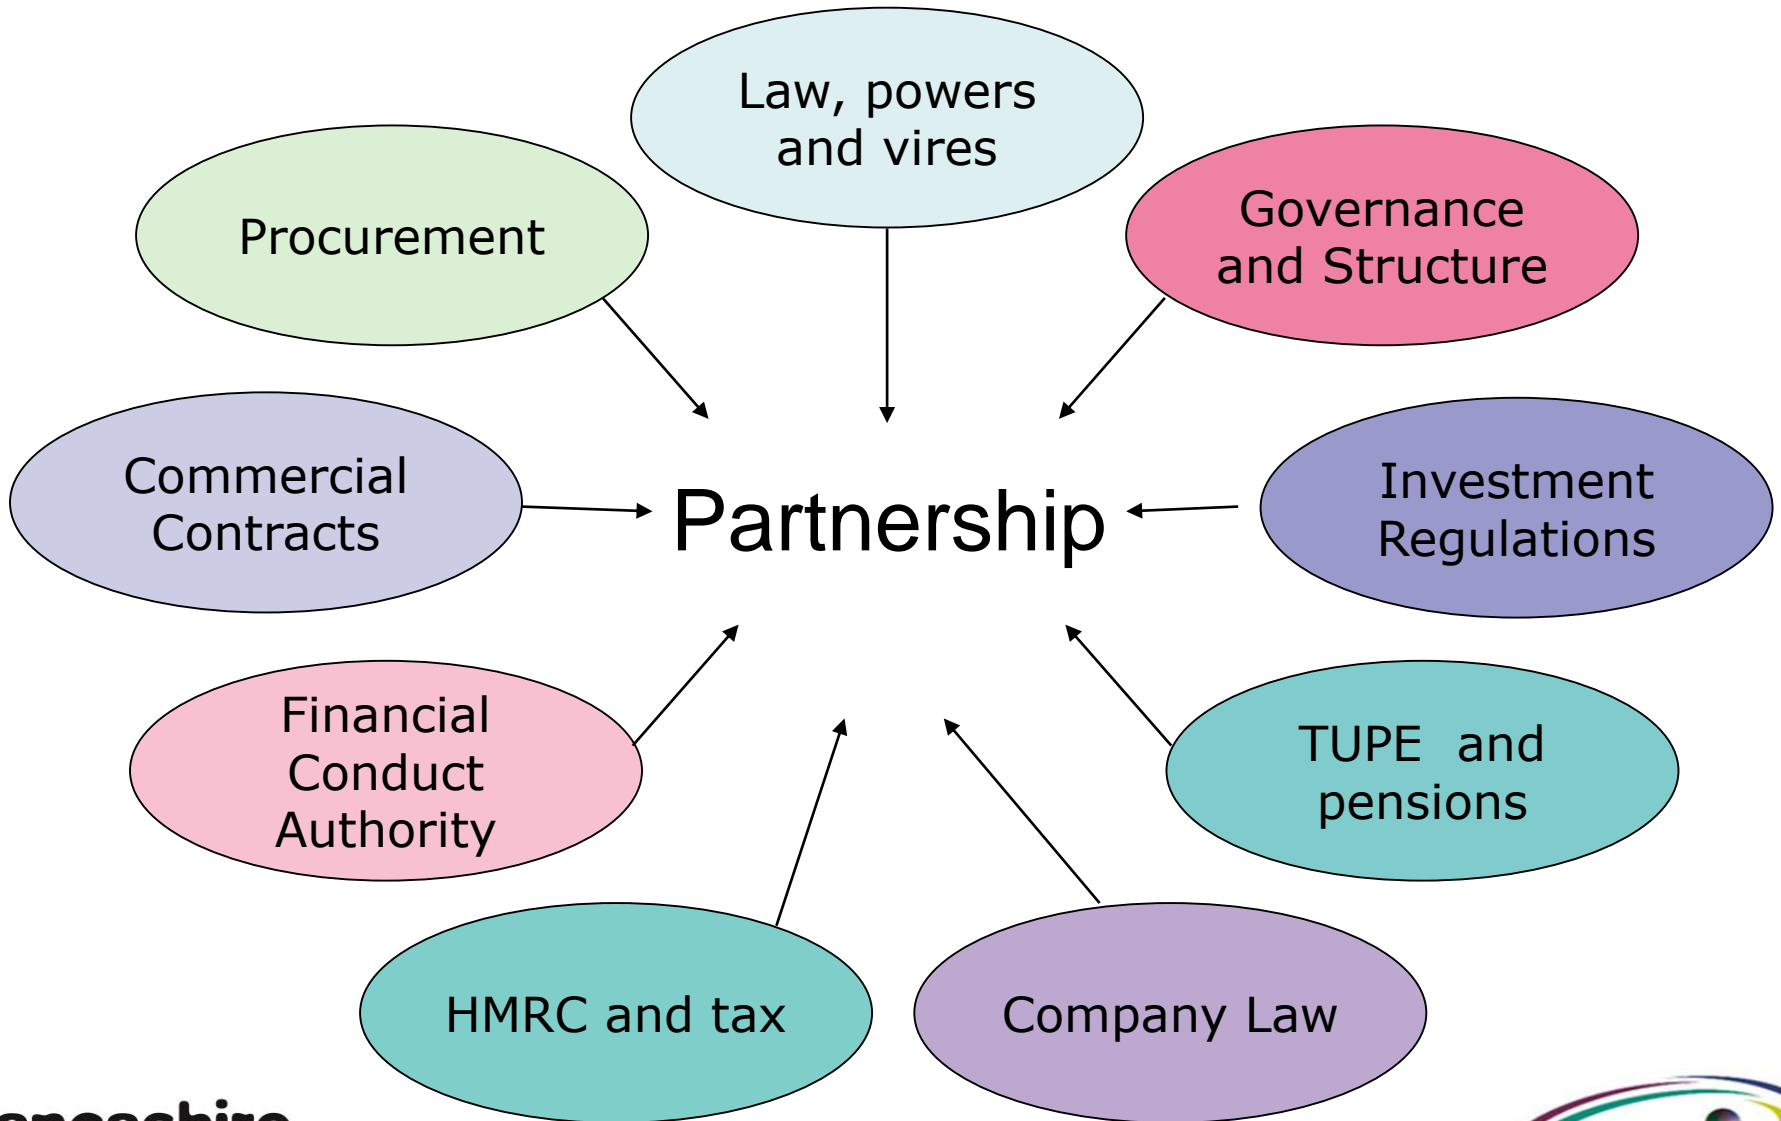 Law, powers
and vires
Procurement
Governance
and Structure
Commercial
Contracts
Partnership
Investment
Regulations
Financial
Conduct
Authority
TUPE  and
pensions
HMRC and tax
Company Law